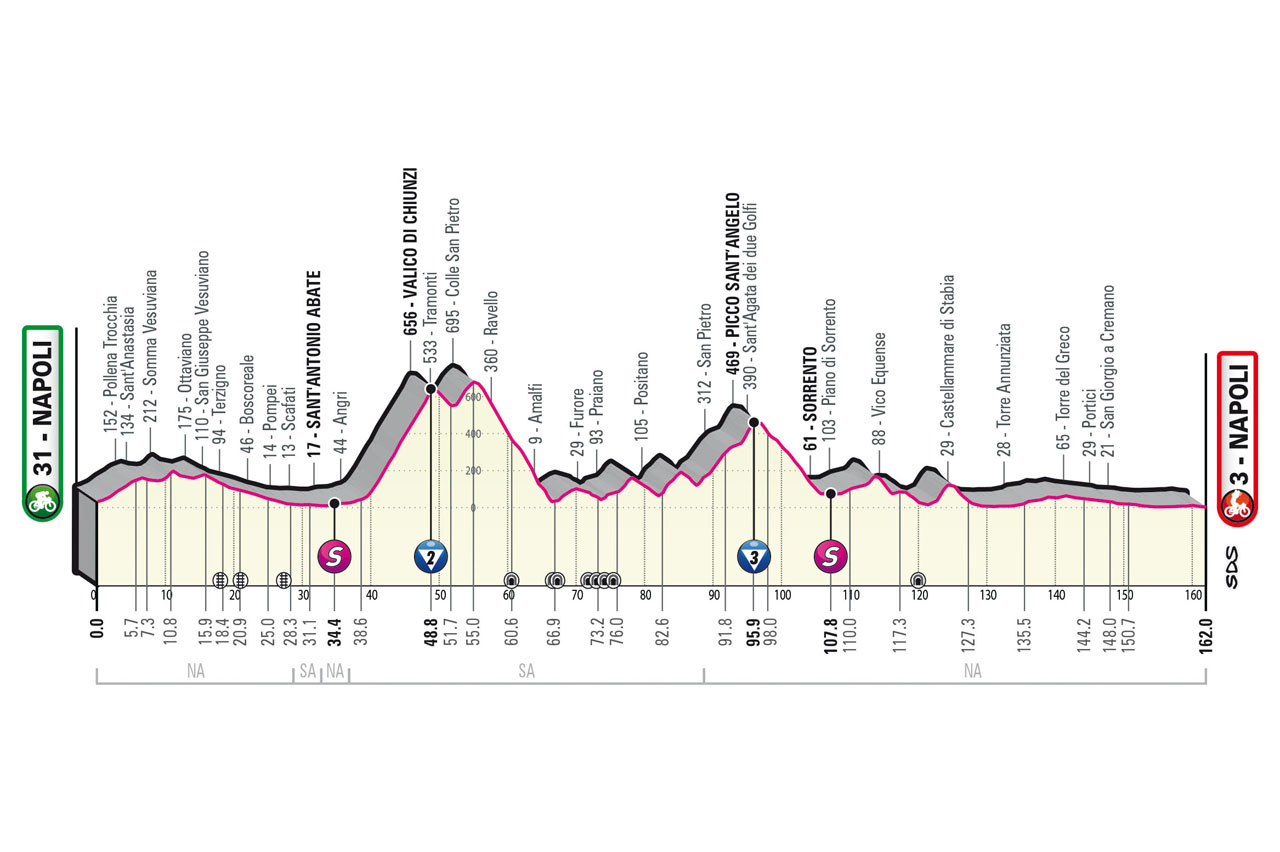 31 - NAPOLI
152 - Pollena Trocchia
134 - Sant'Anastasia
212 - Somma Vesuviana
175 - Ottaviano
110 - San Giuseppe Vesuviano
94 - Terzigno
46 - Boscoreale
14 - Pompei
13 - Scafati
17 - SANT'ANTONIO ABATE
44 - Angri
656 - VALICO DI CHIUNZI
533 - Tramonti
695 - Colle San Pietro
360 - Ravello
9 - Amalfi
29 - Furore
93 - Praiano
105 - Positano
312 - San Pietro
469 - PICCO SANT'ANGELO
390 - Sant'Agata dei due Golfi
61 - SORRENTO
103 - Piano di Sorrento
88 - Vico Equense
29 - Castellammare di Stabia
28 - Torre Annunziata
65 - Torre del Greco
29 - Portici
21 - San Giorgio a Cremano
3 - NAPOLI
600
400
200
0
S
2
3
S
SDS
0 10 20 30 40 50 60 70 80 90 100 110 120 130 140 150 160
0.0 5.7 7.3 10.8 15.9 18.4 20.9 25.0 28.3 31.1 34.4 38.6 48.8 51.7 55.0 60.6 66.9 73.2 76.0 82.6 91.8 95.9 98.0 107.8 110.0 117.3 127.3 135.5 144.2 148.0 150.7 162.0
NA SA NA SA NA